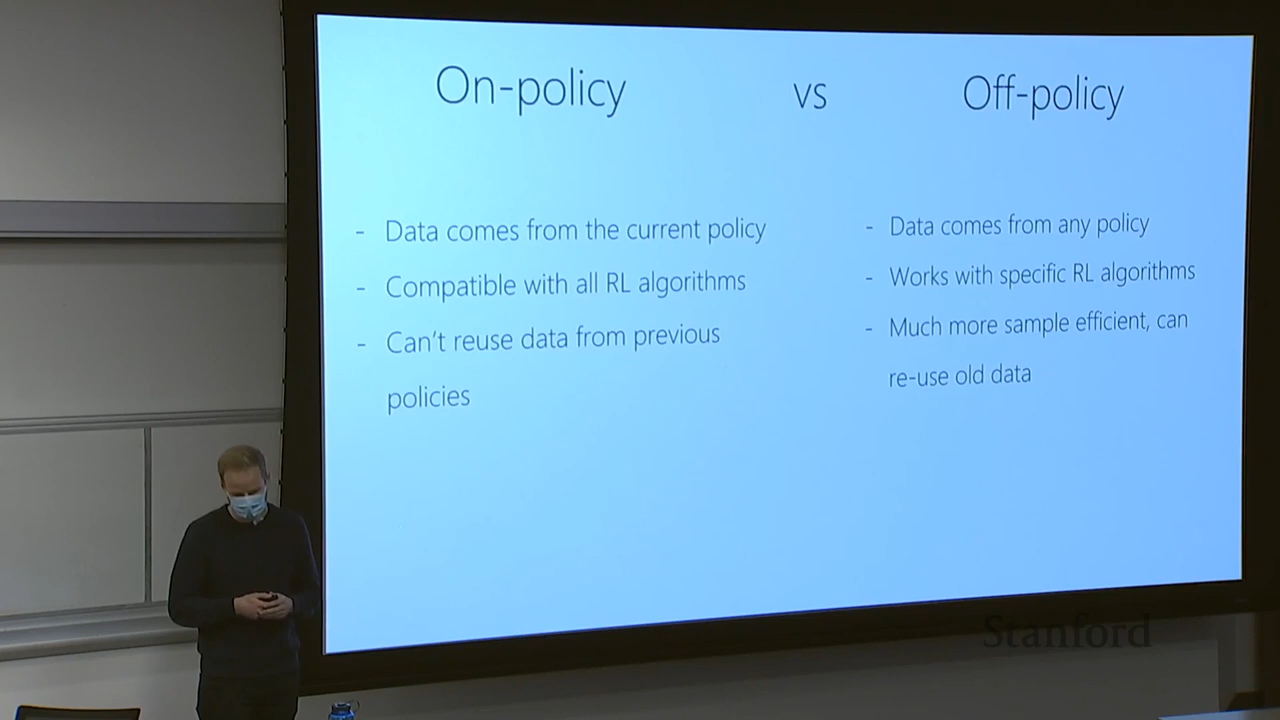 On-policy vs Off-policy
- Data comes from the current policy
- Compatible with all RL algorithms
- Can't reuse data from previous
policies
- Data comes from any policy
- Works with specific RL algorithms
- Much more sample efficient, can
re-use old data
Stanford